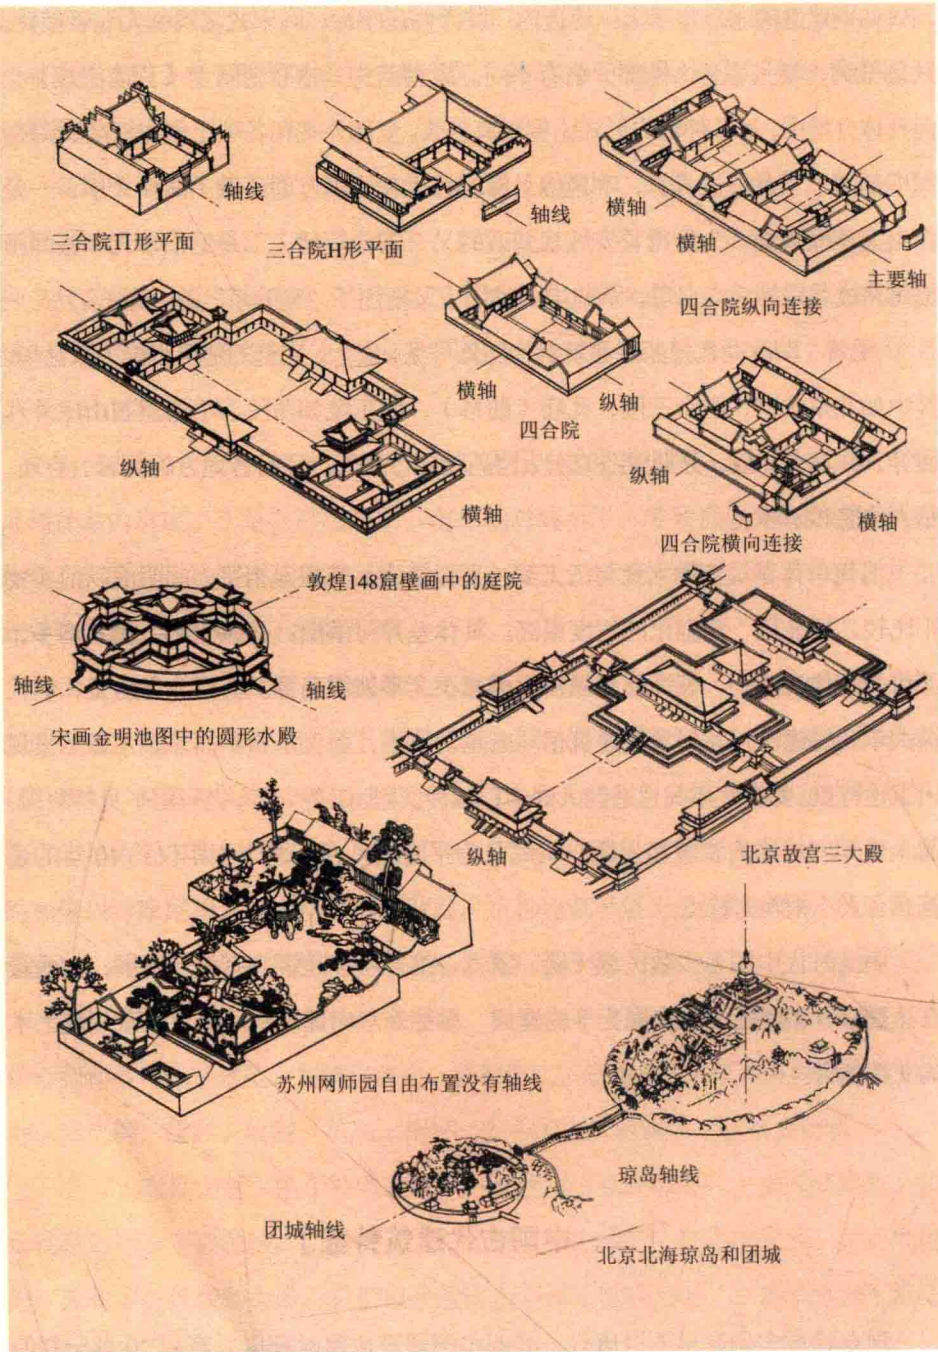 轴线
三合院Π形平面
轴线
三合院H形平面
横轴
横轴
主要轴
四合院纵向连接
横轴
纵轴
四合院
纵轴
横轴
敦煌148窟壁画中的庭院
纵轴
横轴
四合院横向连接
轴线
轴线
宋画金明池图中的圆形水殿
纵轴
北京故宫三大殿
苏州网师园自由布置没有轴线
琼岛轴线
团城轴线
北京北海琼岛和团城